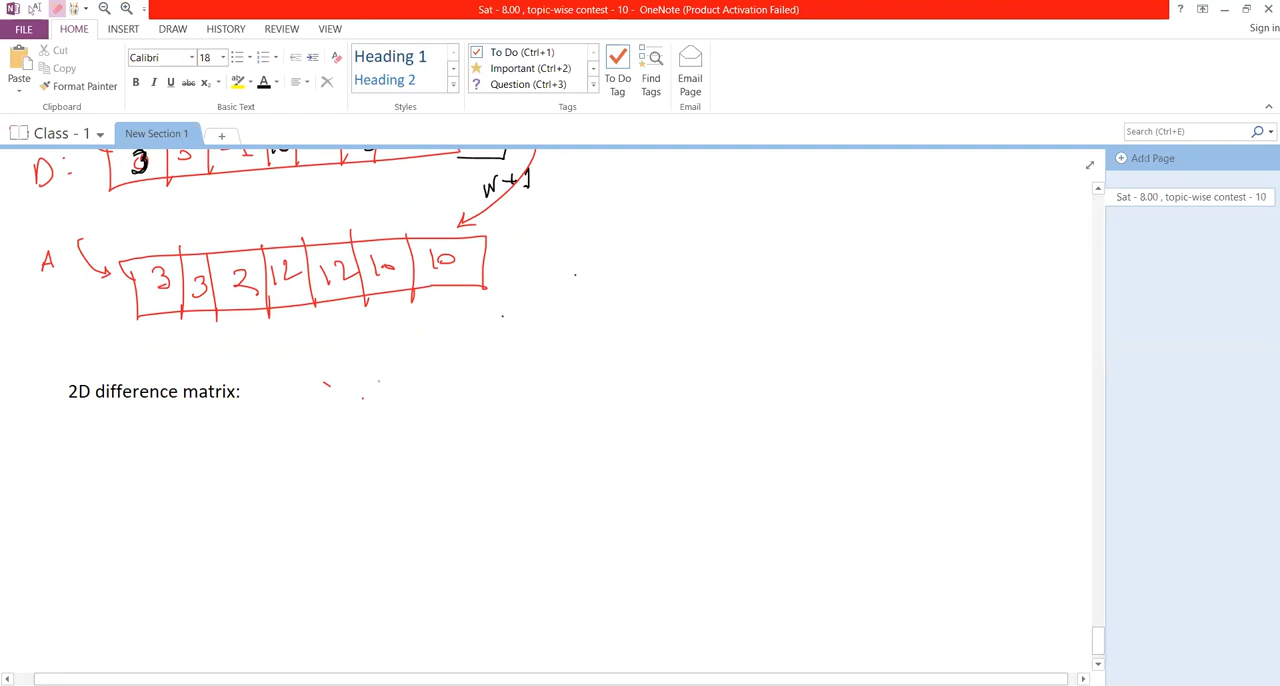 Sat - 8.00, topic-wise contest - 10 - OneNote (Product Activation Failed)
?
FILE HOME INSERT DRAW HISTORY REVIEW VIEW Sign in
Paste
Cut
Copy
Format Painter
Clipboard
Calibri 18
B I U abc X₂ A
Basic Text
Heading 1
Heading 2
Styles
To Do (Ctrl+1)
Important (Ctrl+2)
? Question (Ctrl+3)
Tags
To Do Tag
Find Tags
Email Page
Email
Class - 1 New Section 1 +
Search (Ctrl+E)
Add Page
Sat - 8.00 , topic-wise contest - 10
D:
N+1
A 3 3 2 12 12 10 10
2D difference matrix: